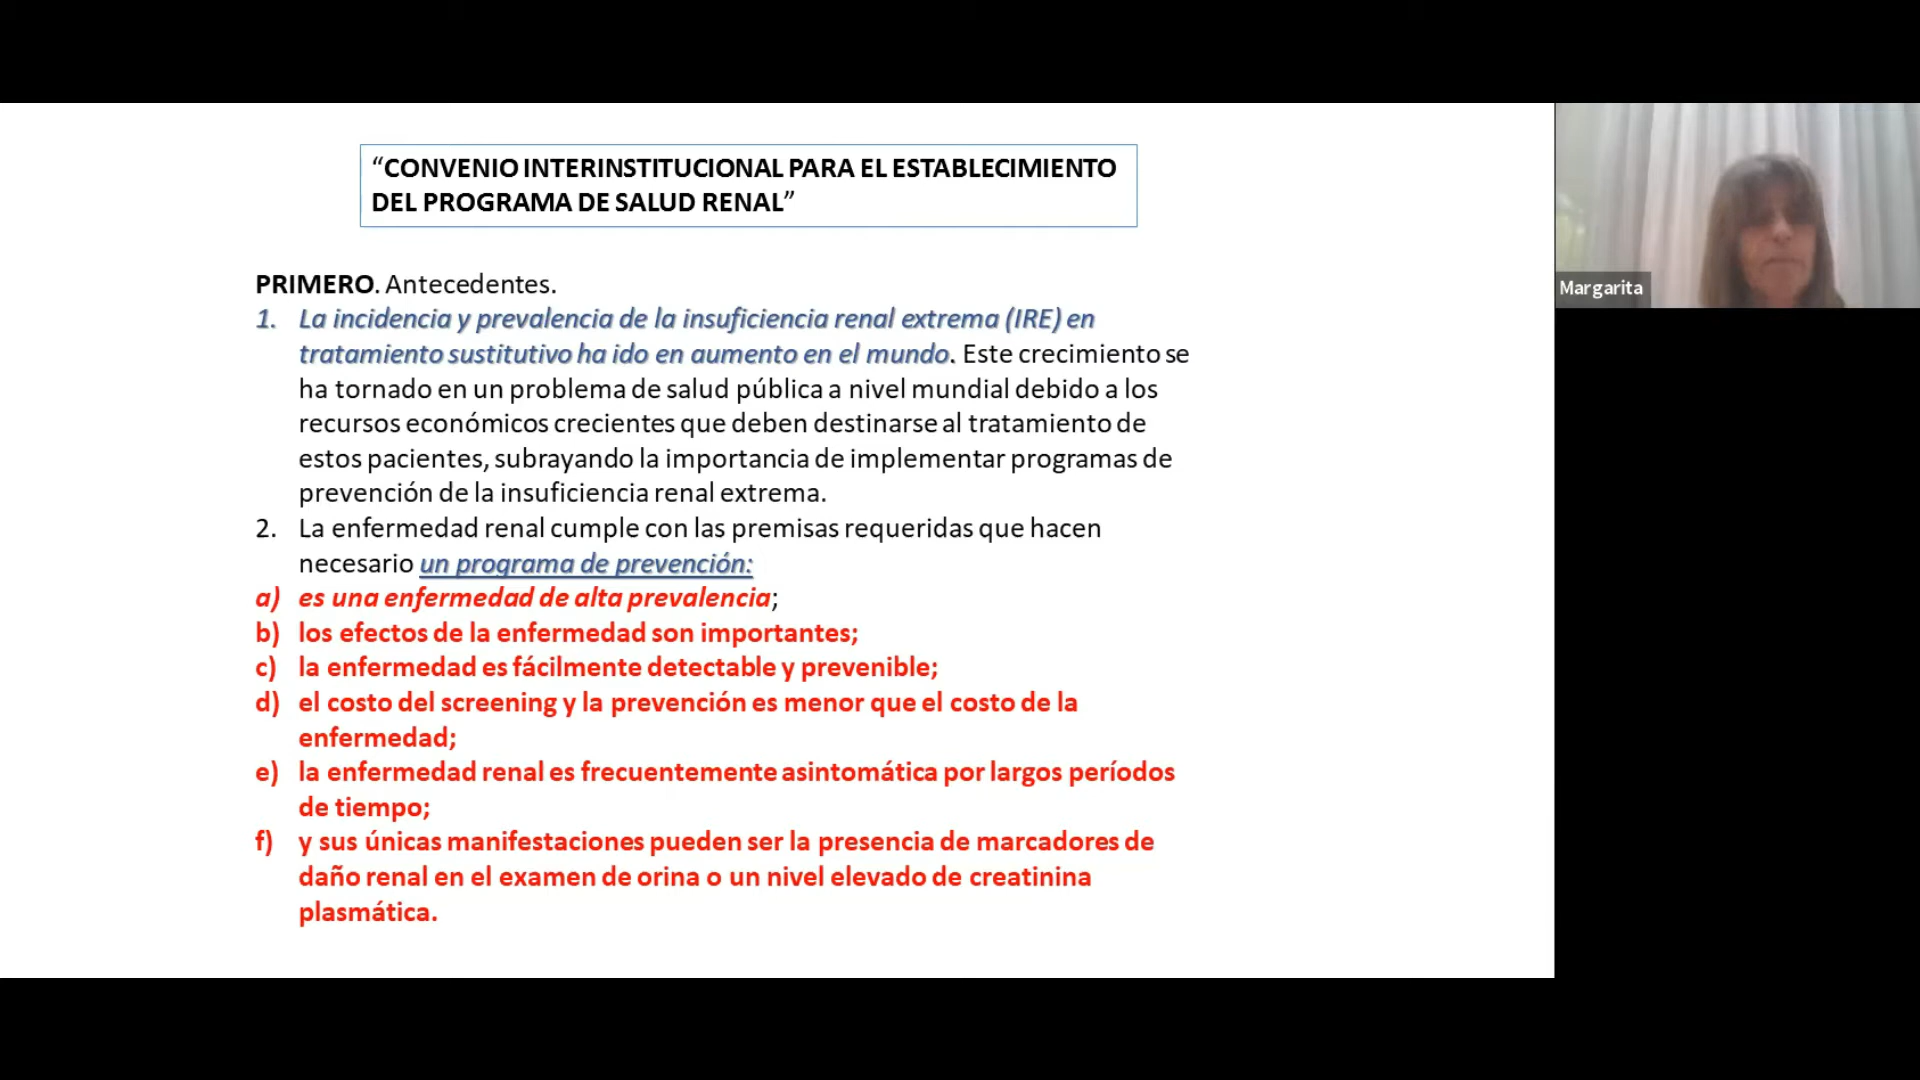 “CONVENIO INTERINSTITUCIONAL PARA EL ESTABLECIMIENTO
DEL PROGRAMA DE SALUD RENAL”
PRIMERO. Antecedentes.
1. La incidencia y prevalencia de la insuficiencia renal extrema (IRE) en
tratamiento sustitutivo ha ido en aumento en el mundo. Este crecimiento se
ha tornado en un problema de salud pública a nivel mundial debido a los
recursos económicos crecientes que deben destinarse al tratamiento de
estos pacientes, subrayando la importancia de implementar programas de
prevención de la insuficiencia renal extrema.
2. La enfermedad renal cumple con las premisas requeridas que hacen
necesario un programa de prevención:
a) es una enfermedad de alta prevalencia;
b) los efectos de la enfermedad son importantes;
c) la enfermedad es fácilmente detectable y prevenible;
d) el costo del screening y la prevención es menor que el costo de la
enfermedad;
e) la enfermedad renal es frecuentemente asintomática por largos períodos
de tiempo;
f) y sus únicas manifestaciones pueden ser la presencia de marcadores de
daño renal en el examen de orina o un nivel elevado de creatinina
plasmática.
Margarita